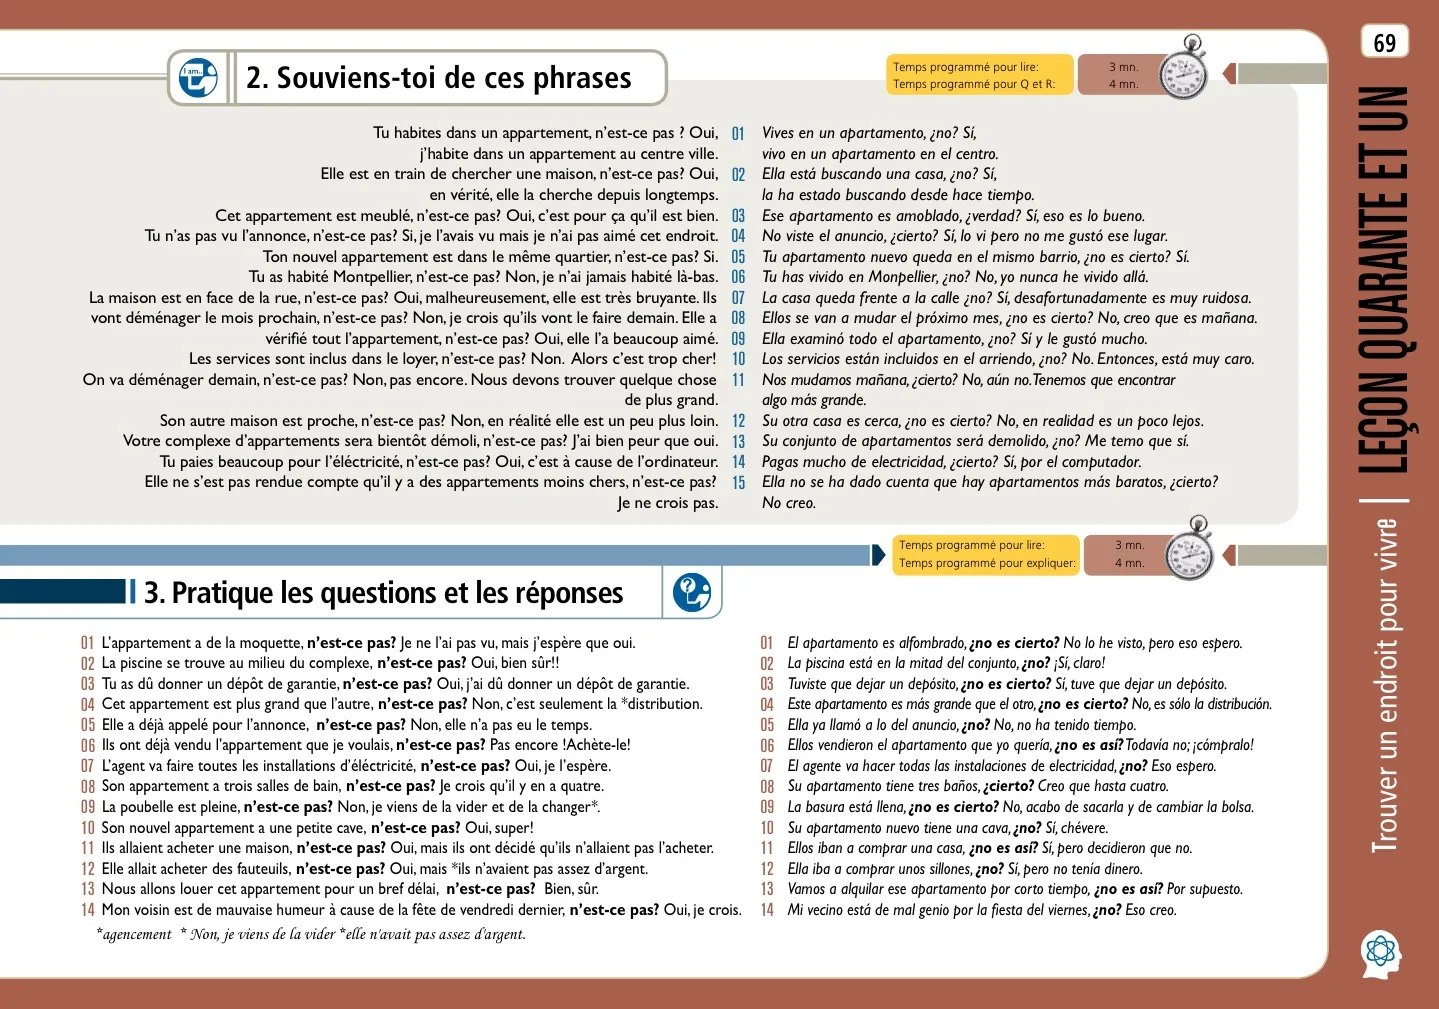 69
I am..
2. Souviens-toi de ces phrases
Temps programmé pour lire: 3 mn.
Temps programmé pour Q et R: 4 mn.
Tu habites dans un appartement, n'est-ce pas ? Oui, 01 Vives en un apartamento, ¿no? Sí,
j'habite dans un appartement au centre ville. vivo en un apartamento en el centro.
Elle est en train de chercher une maison, n'est-ce pas? Oui, 02 Ella está buscando una casa, ¿no? Sí,
en vérité, elle la cherche depuis longtemps. la ha estado buscando desde hace tiempo.
Cet appartement est meublé, n'est-ce pas? Oui, c'est pour ça qu'il est bien. 03 Ese apartamento es amoblado, ¿verdad? Sí, eso es lo bueno.
Tu n'as pas vu l'annonce, n'est-ce pas? Si, je l'avais vu mais je n'ai pas aimé cet endroit. 04 No viste el anuncio, ¿cierto? Sí, lo vi pero no me gustó ese lugar.
Ton nouvel appartement est dans le même quartier, n'est-ce pas? Si. 05 Tu apartamento nuevo queda en el mismo barrio, ¿no es cierto? Sí.
Tu as habité Montpellier, n'est-ce pas? Non, je n'ai jamais habité là-bas. 06 Tu has vivido en Monpellier, ¿no? No, yo nunca he vivido allá.
La maison est en face de la rue, n'est-ce pas? Oui, malheureusement, elle est très bruyante. Ils 07 La casa queda frente a la calle ¿no? Sí, desafortunadamente es muy ruidosa.
vont déménager le mois prochain, n'est-ce pas? Non, je crois qu'ils vont le faire demain. Elle a 08 Ellos se van a mudar el próximo mes, ¿no es cierto? No, creo que es mañana.
vérifié tout l'appartement, n'est-ce pas? Oui, elle l'a beaucoup aimé. 09 Ella examinó todo el apartamento, ¿no? Sí y le gustó mucho.
Les services sont inclus dans le loyer, n'est-ce pas? Non. Alors c'est trop cher! 10 Los servicios están incluidos en el arriendo, ¿no? No. Entonces, está muy caro.
On va déménager demain, n'est-ce pas? Non, pas encore. Nous devons trouver quelque chose 11 Nos mudamos mañana, ¿cierto? No, aún no.Tenemos que encontrar
de plus grand. algo más grande.
Son autre maison est proche, n'est-ce pas? Non, en réalité elle est un peu plus loin. 12 Su otra casa es cerca, ¿no es cierto? No, en realidad es un poco lejos.
Votre complexe d'appartements sera bientôt démoli, n'est-ce pas? J'ai bien peur que oui. 13 Su conjunto de apartamentos será demolido, ¿no? Me temo que sí.
Tu paies beaucoup pour l'éléctricité, n'est-ce pas? Oui, c'est à cause de l'ordinateur. 14 Pagas mucho de electricidad, ¿cierto? Sí, por el computador.
Elle ne s'est pas rendue compte qu'il y a des appartements moins chers, n'est-ce pas? 15 Ella no se ha dado cuenta que hay apartamentos más baratos, ¿cierto?
Je ne crois pas. No creo.
Temps programmé pour lire: 3 mn.
Temps programmé pour expliquer: 4 mn.
3. Pratique les questions et les réponses
01 L'appartement a de la moquette, n'est-ce pas? Je ne l'ai pas vu, mais j'espère que oui. 01 El apartamento es alfombrado, ¿no es cierto? No lo he visto, pero eso espero.
02 La piscine se trouve au milieu du complexe, n'est-ce pas? Oui, bien sûr!! 02 La piscina está en la mitad del conjunto, ¿no? ¡Sí, claro!
03 Tu as dû donner un dépôt de garantie, n'est-ce pas? Oui, j'ai dû donner un dépôt de garantie. 03 Tuviste que dejar un depósito, ¿no es cierto? Sí, tuve que dejar un depósito.
04 Cet appartement est plus grand que l'autre, n'est-ce pas? Non, c'est seulement la *distribution. 04 Este apartamento es más grande que el otro, ¿no es cierto? No, es sólo la distribución.
05 Elle a déjà appelé pour l'annonce, n'est-ce pas? Non, elle n'a pas eu le temps. 05 Ella ya llamó a lo del anuncio, ¿no? No, no ha tenido tiempo.
06 Ils ont déjà vendu l'appartement que je voulais, n'est-ce pas? Pas encore !Achète-le! 06 Ellos vendieron el apartamento que yo quería, ¿no es así? Todavía no; ¡cómpralo!
07 L'agent va faire toutes les installations d'éléctricité, n'est-ce pas? Oui, je l'espère. 07 El agente va hacer todas las instalaciones de electricidad, ¿no? Eso espero.
08 Son appartement a trois salles de bain, n'est-ce pas? Je crois qu'il y en a quatre. 08 Su apartamento tiene tres baños, ¿cierto? Creo que hasta cuatro.
09 La poubelle est pleine, n'est-ce pas? Non, je viens de la vider et de la changer*. 09 La basura está llena, ¿no es cierto? No, acabo de sacarla y de cambiar la bolsa.
10 Son nouvel appartement a une petite cave, n'est-ce pas? Oui, super! 10 Su apartamento nuevo tiene una cava, ¿no? Sí, chévere.
11 Ils allaient acheter une maison, n'est-ce pas? Oui, mais ils ont décidé qu'ils n'allaient pas l'acheter. 11 Ellos iban a comprar una casa, ¿no es así? Sí, pero decidieron que no.
12 Elle allait acheter des fauteuils, n'est-ce pas? Oui, mais *ils n'avaient pas assez d'argent. 12 Ella iba a comprar unos sillones, ¿no? Sí, pero no tenía dinero.
13 Nous allons louer cet appartement pour un bref délai, n'est-ce pas? Bien, sûr. 13 Vamos a alquilar ese apartamento por corto tiempo, ¿no es así? Por supuesto.
14 Mon voisin est de mauvaise humeur à cause de la fête de vendredi dernier, n'est-ce pas? Oui, je crois. 14 Mi vecino está de mal genio por la fiesta del viernes, ¿no? Eso creo.
*agencement * Non, je viens de la vider *elle n'avait pas assez d'argent.
Trouver un endroit pour vivre | LEÇON QUARANTE ET UN